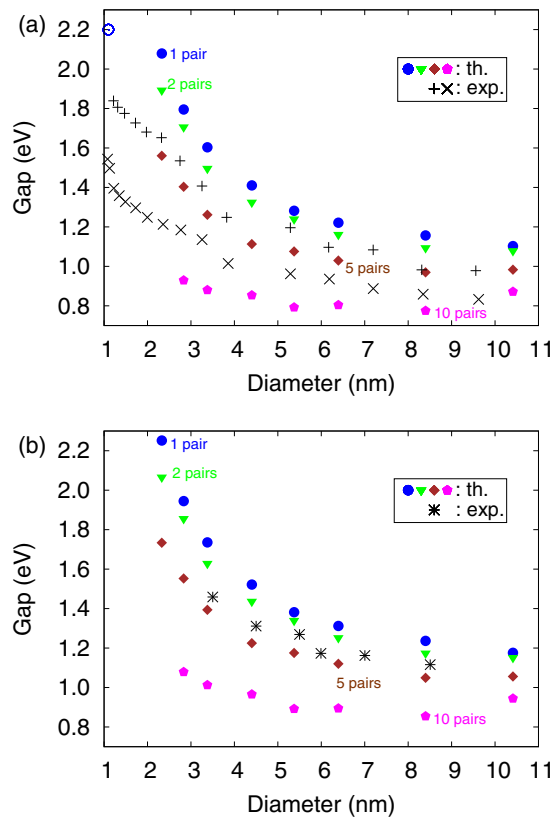 (a)
2.2
2.0
1.8
1.6
1.4
1.2
1.0
0.8
Gap (eV)
1 pair
2 pairs
5 pairs
10 pairs
: th.
: exp.
1 2 3 4 5 6 7 8 9 10 11
Diameter (nm)
(b)
2.2
2.0
1.8
1.6
1.4
1.2
1.0
0.8
Gap (eV)
1 pair
2 pairs
5 pairs
10 pairs
: th.
: exp.
1 2 3 4 5 6 7 8 9 10 11
Diameter (nm)